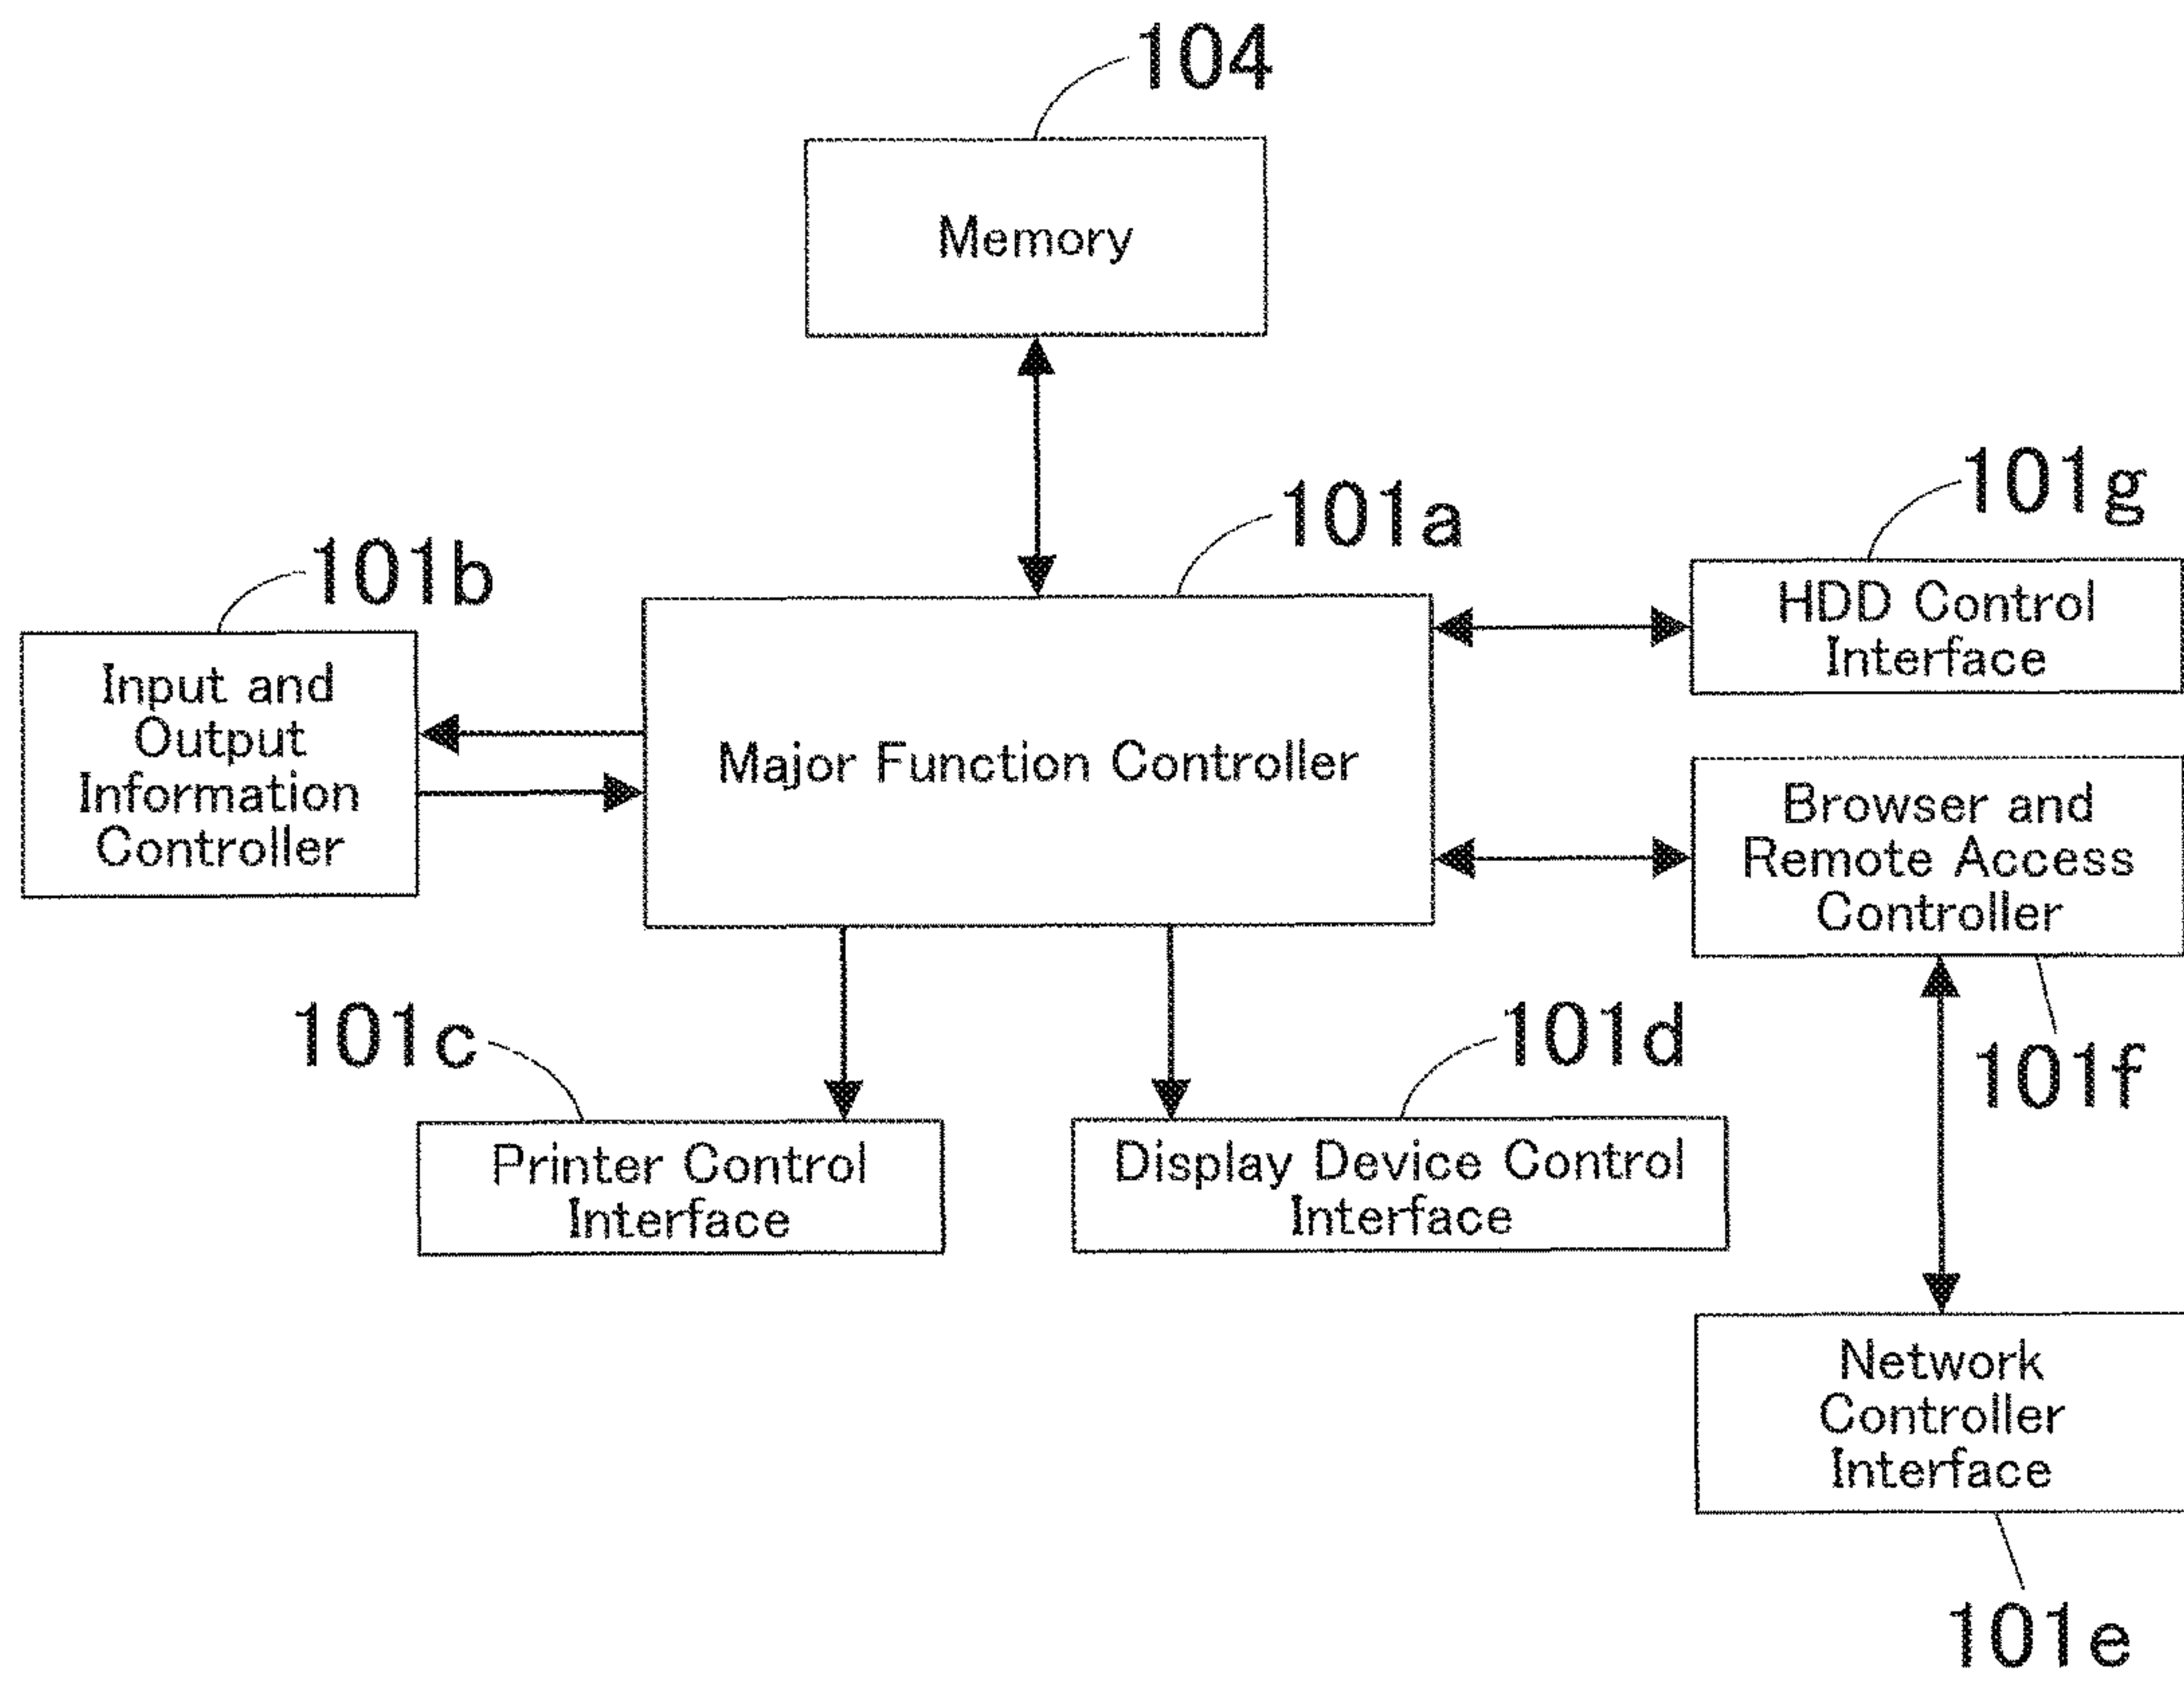 104
Memory
101a
101g
101b
HDD Control
Interface
Input and
Output
Information
Controller
Major Function Controller
Browser and
Remote Access
Controller
101c
101d
101f
Printer Control
Interface
Display Device Control
Interface
Network
Controller
Interface
101e